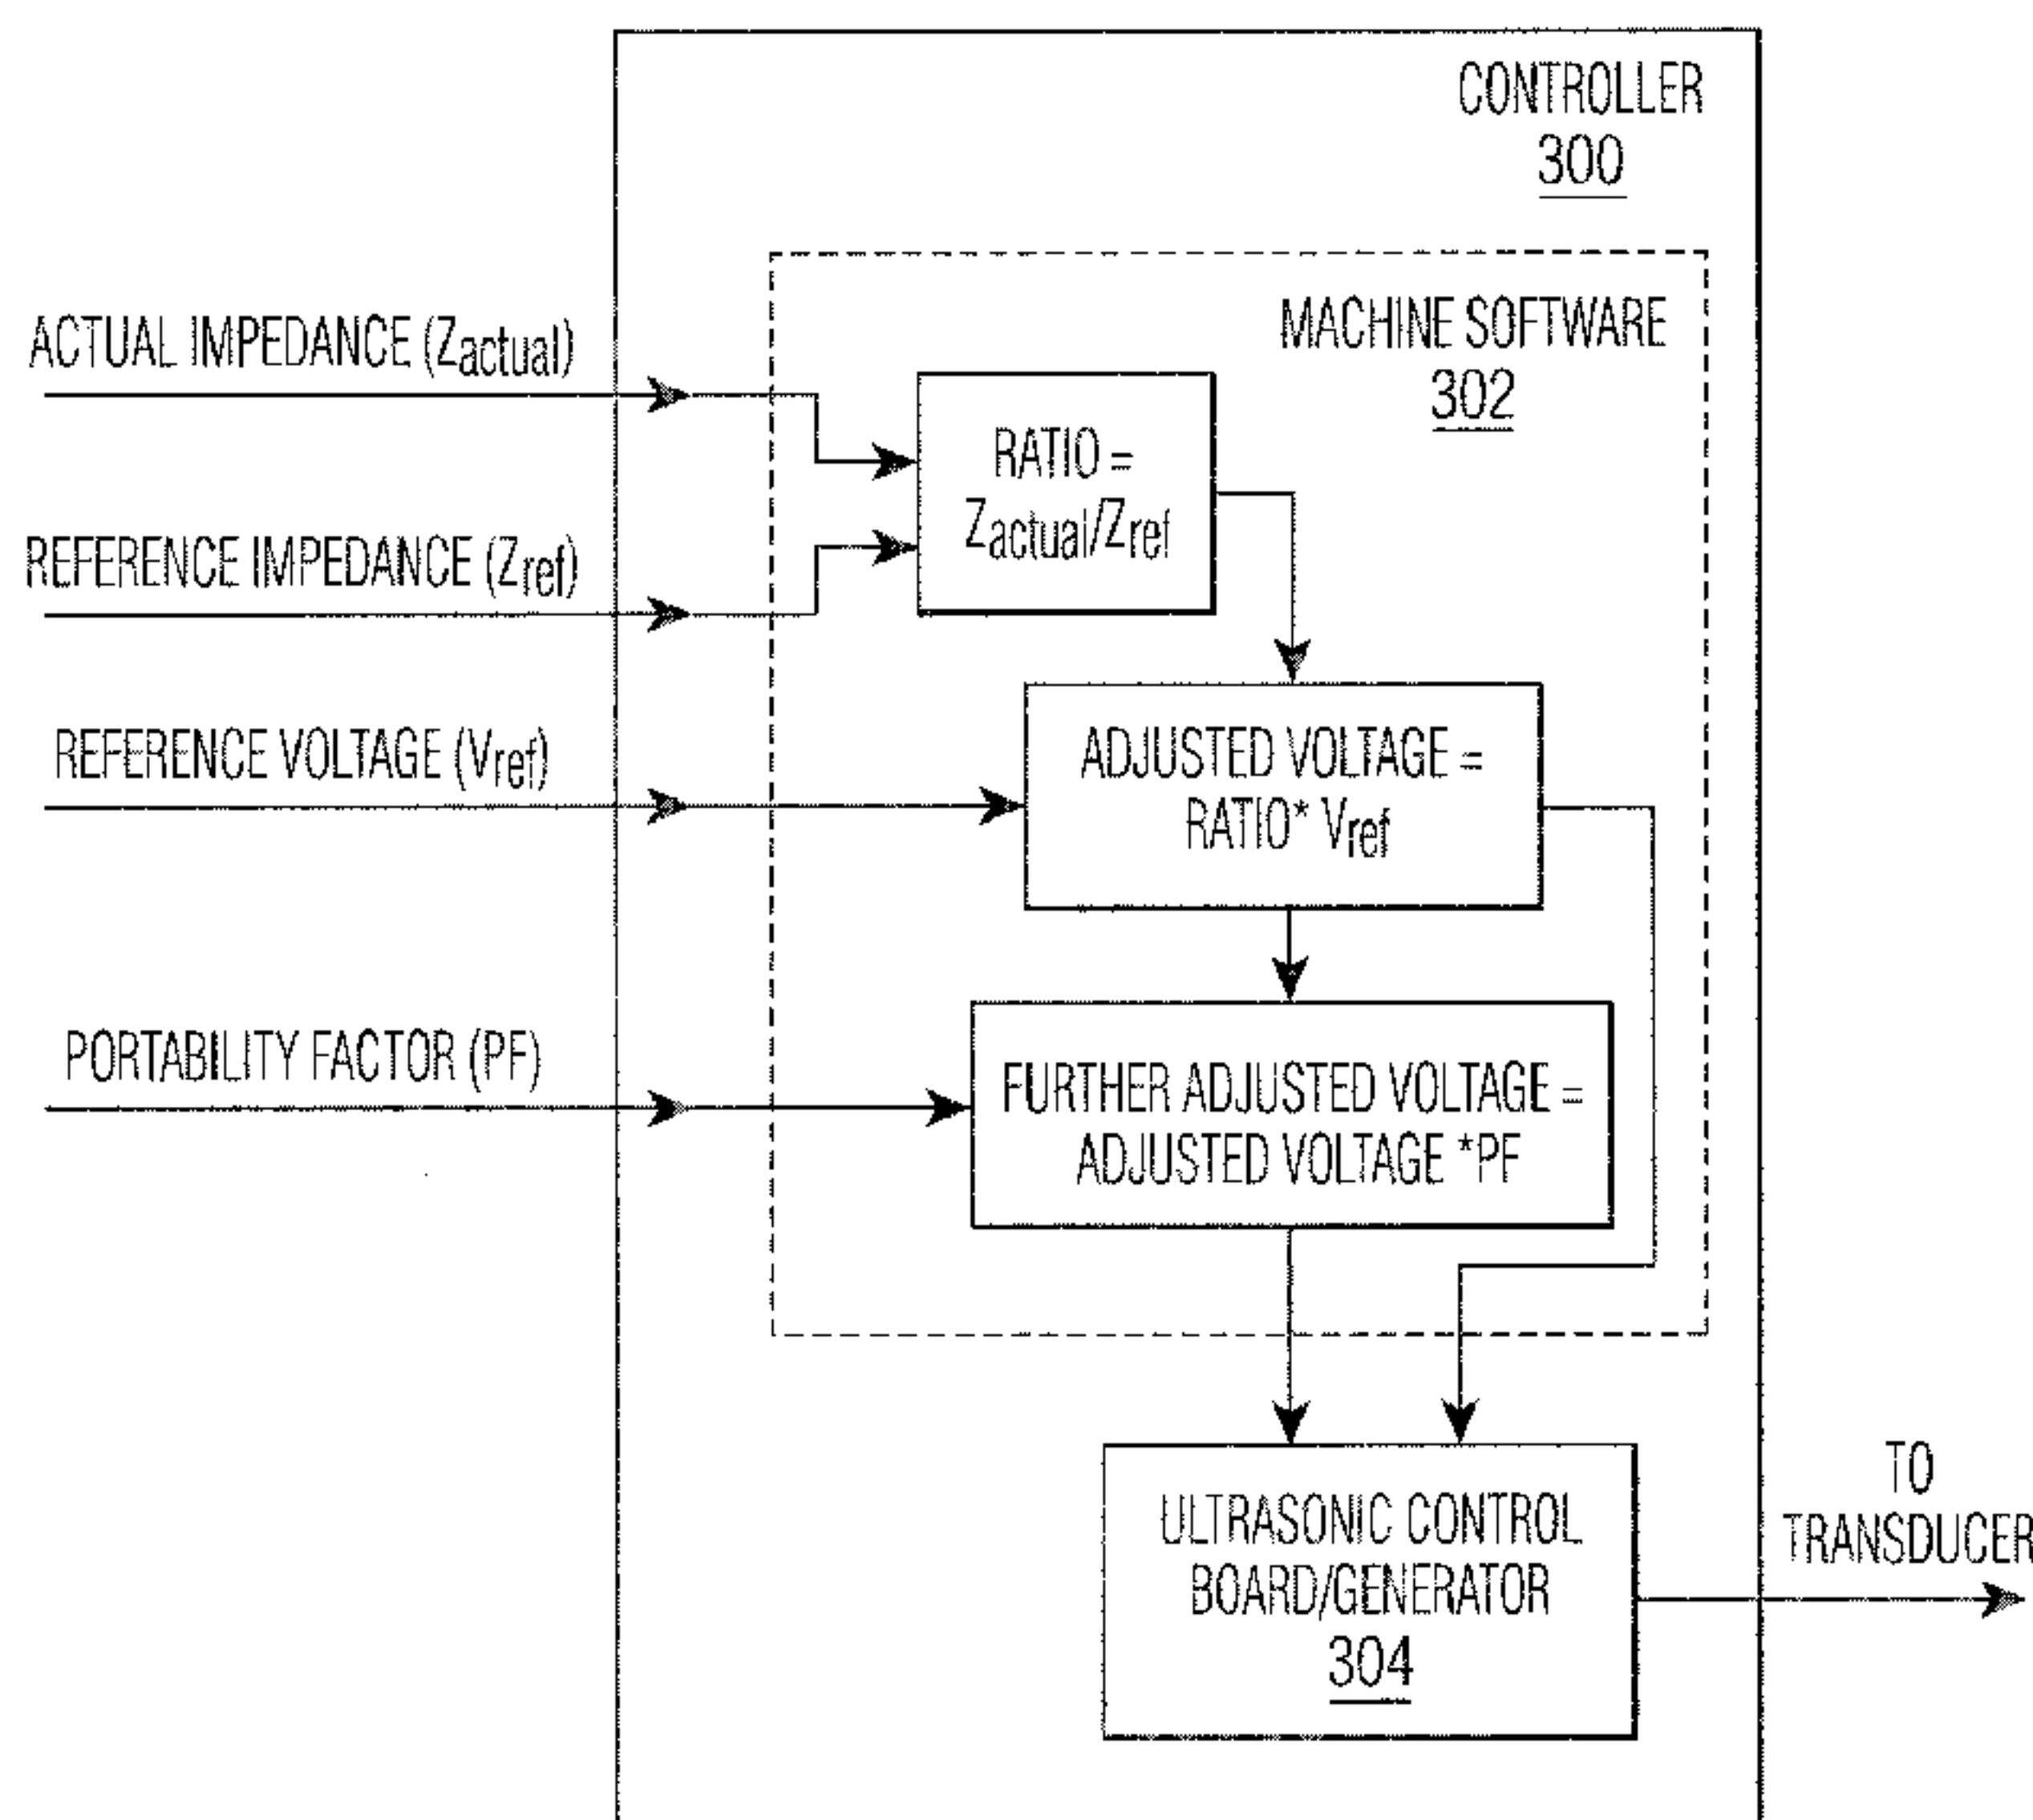 CONTROLLER
300
MACHINE SOFTWARE
302
ACTUAL IMPEDANCE (Zactual)
RATIO =
Zactual/Zref
REFERENCE IMPEDANCE (Zref)
REFERENCE VOLTAGE (Vref)
ADJUSTED VOLTAGE =
RATIO* Vref
PORTABILITY FACTOR (PF)
FURTHER ADJUSTED VOLTAGE =
ADJUSTED VOLTAGE *PF
ULTRASONIC CONTROL
BOARD/GENERATOR
304
TO
TRANSDUCER